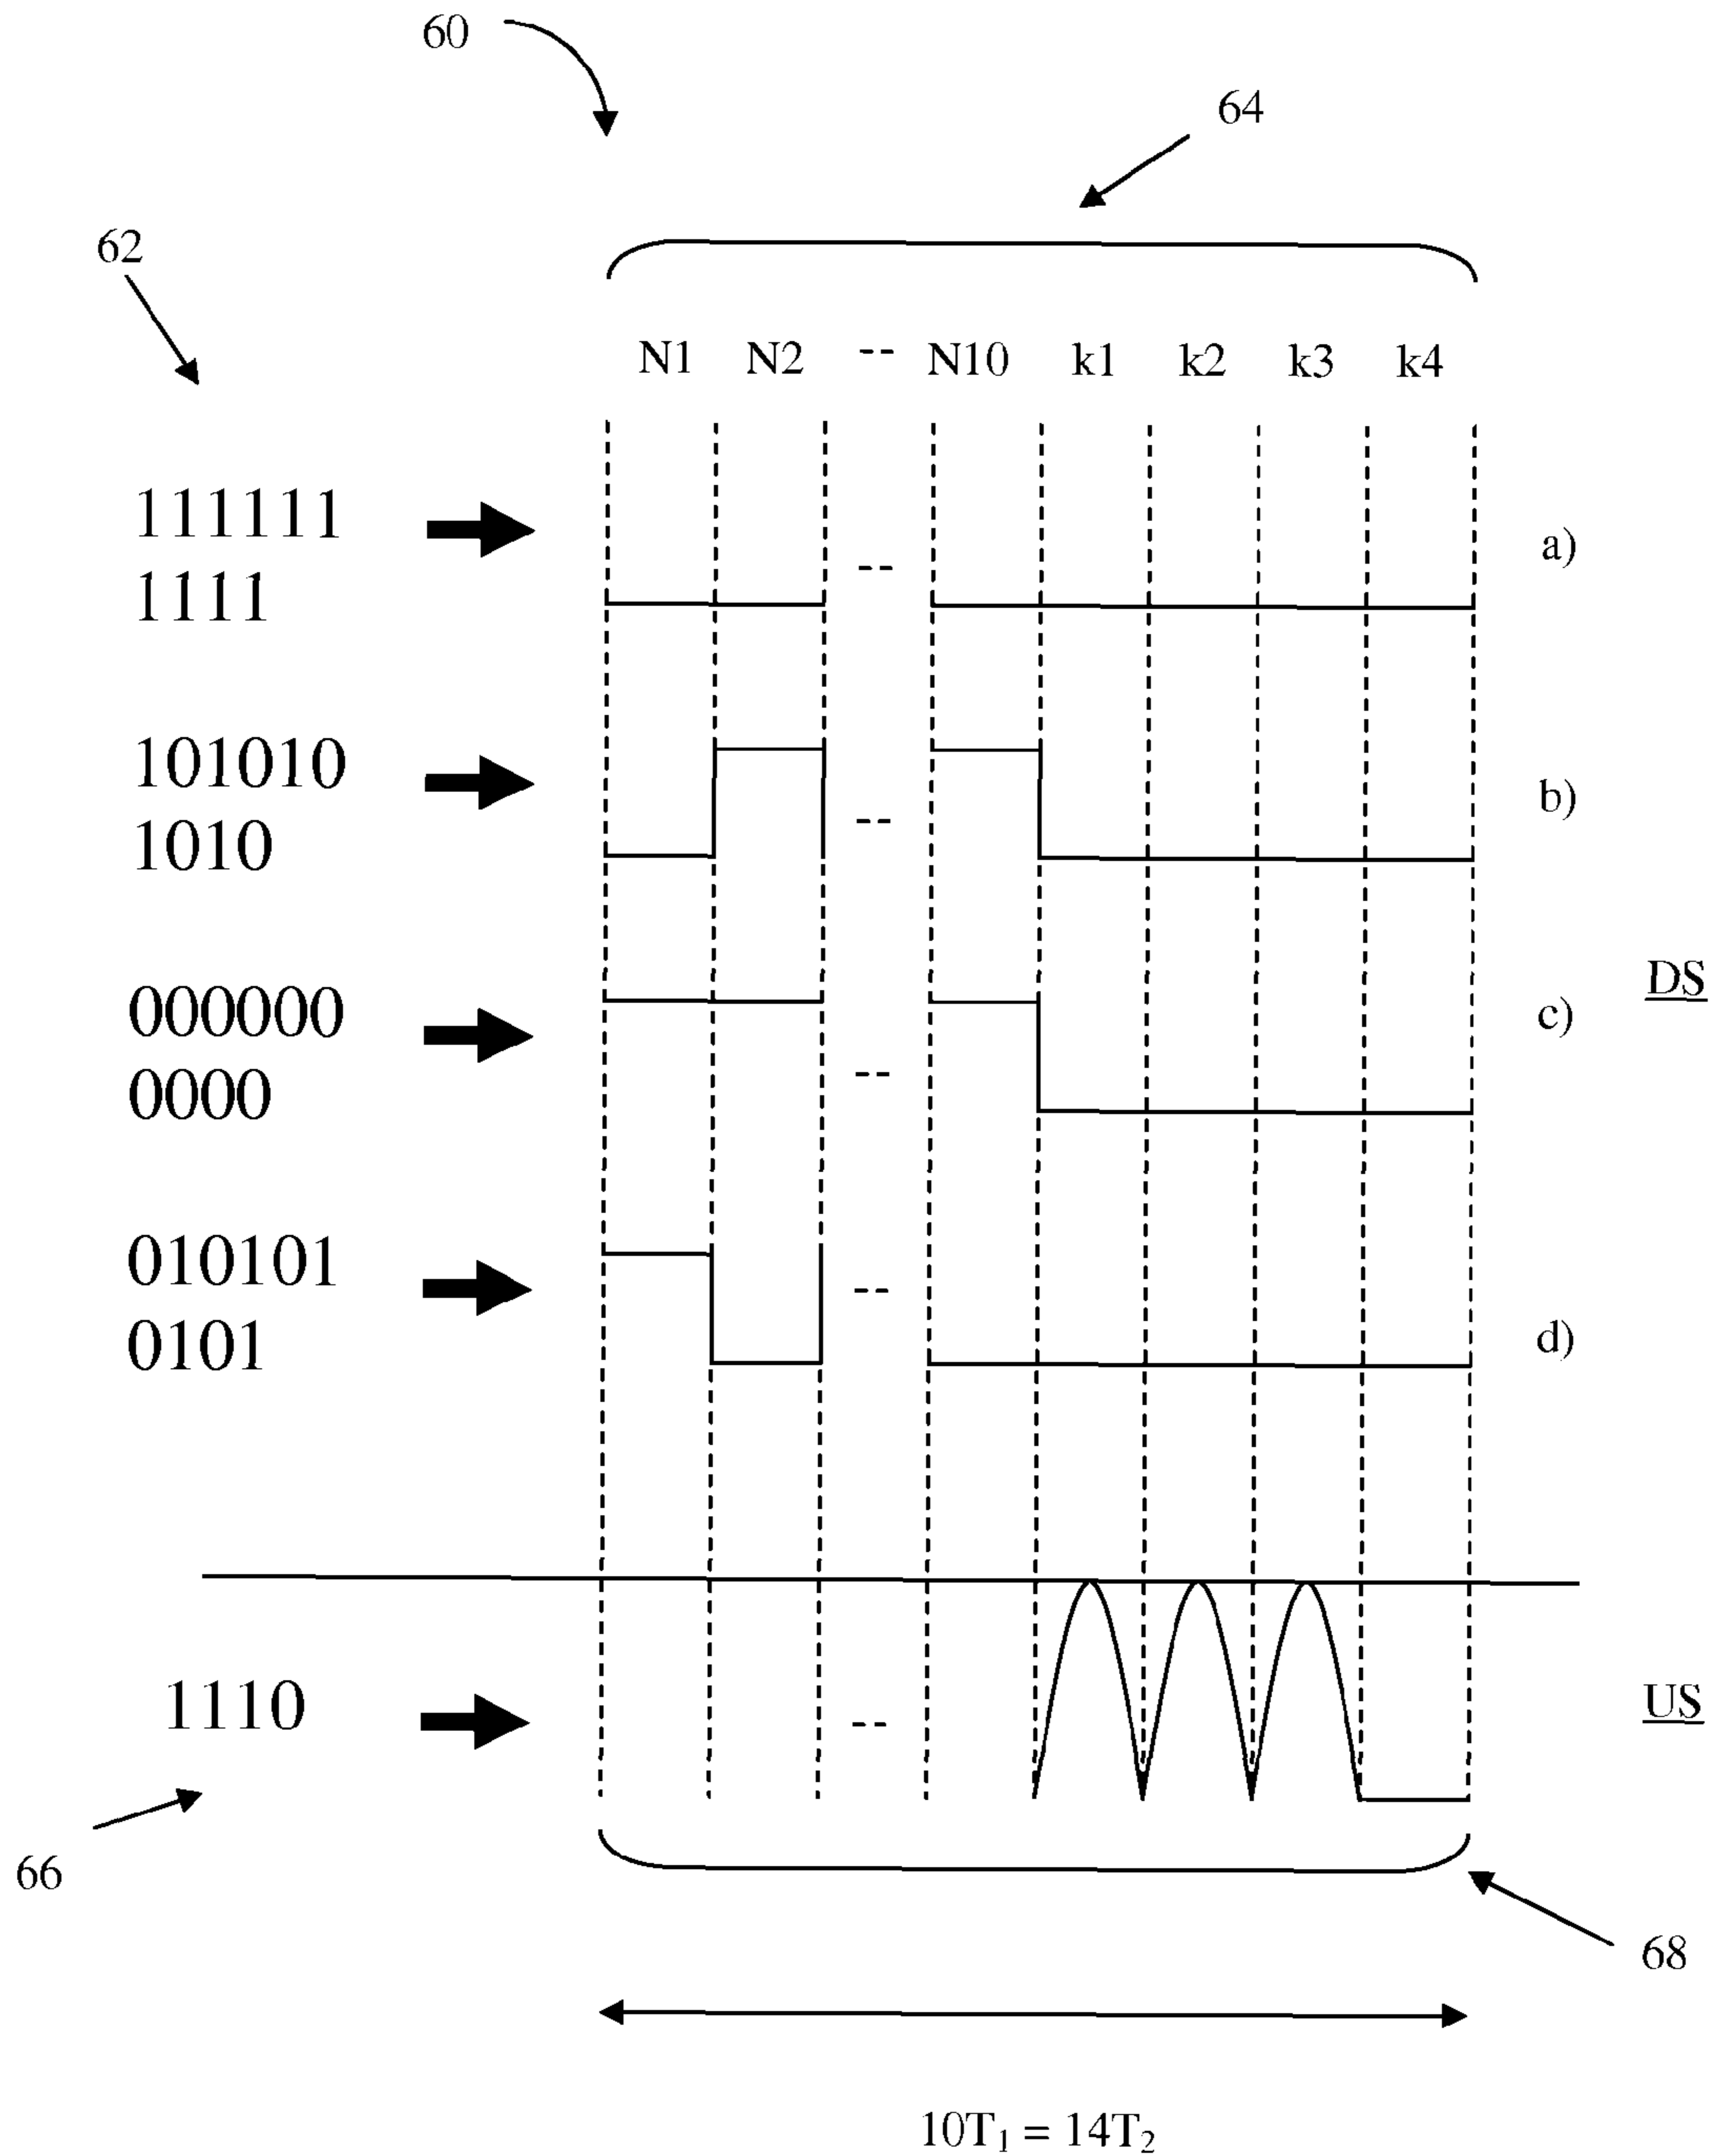 60
64
62
N1 N2 -- N10 k1 k2 k3 k4
111111
1111
--
a)
101010
1010
--
b)
DS
000000
0000
--
c)
010101
0101
--
d)
1110
--
US
66
68
10T₁ = 14T₂